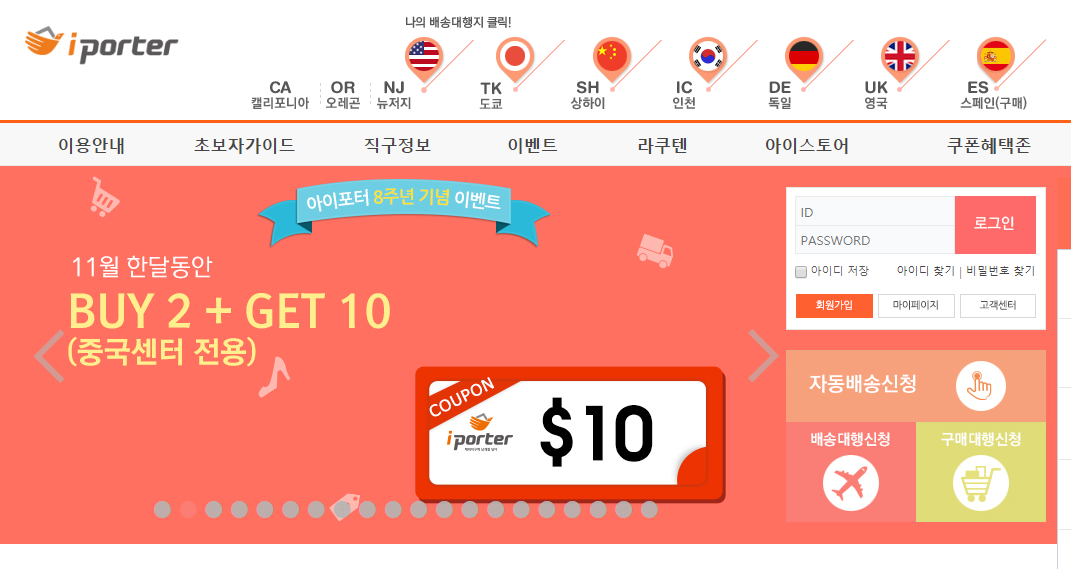 나의 배송대행지 클릭!
iporter
CA OR NJ TK SH IC DE UK ES
캘리포니아 오레곤 뉴저지 도쿄 상하이 인천 독일 영국 스페인(구매)
이용안내 초보자가이드 직구정보 이벤트 라쿠텐 아이스토어 쿠폰혜택존
아이포터 8주년 기념 이벤트
11월 한달동안
BUY 2 + GET 10
(중국센터 전용)
COUPON
iporter
$10
ID
PASSWORD
로그인
아이디 저장 아이디 찾기 | 비밀번호 찾기
회원가입 마이페이지 고객센터
자동배송신청
배송대행신청 구매대행신청